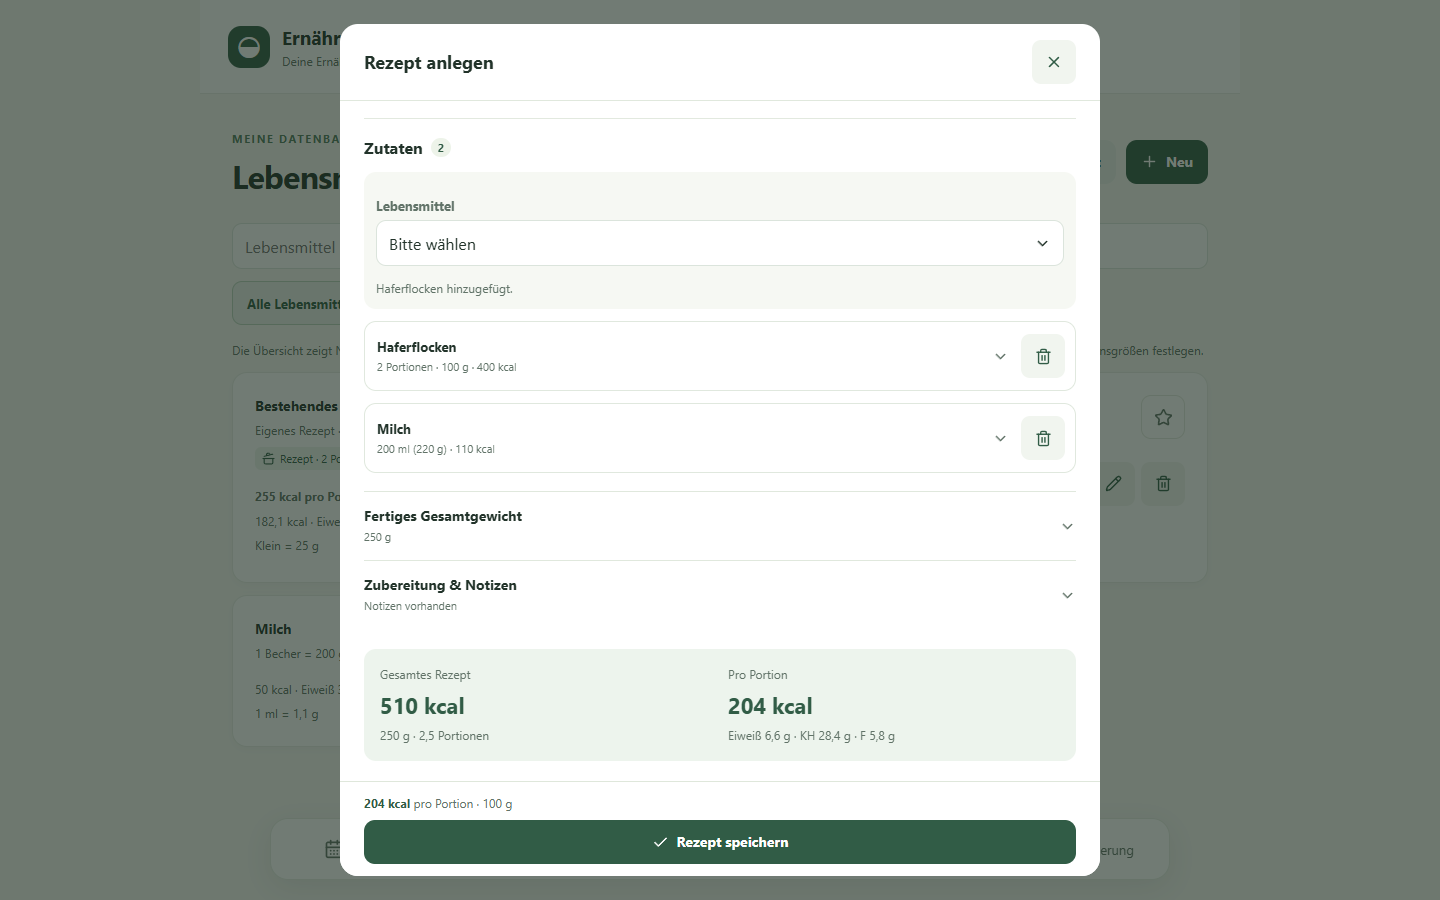 Rezept anlegen
Zutaten 2
Lebensmittel
Bitte wählen
Haferflocken hinzugefügt.
Haferflocken
2 Portionen · 100 g · 400 kcal
Milch
200 ml (220 g) · 110 kcal
Fertiges Gesamtgewicht
250 g
Zubereitung & Notizen
Notizen vorhanden
Gesamtes Rezept
510 kcal
250 g · 2,5 Portionen
Pro Portion
204 kcal
Eiweiß 6,6 g · KH 28,4 g · F 5,8 g
204 kcal pro Portion · 100 g
Rezept speichern
Ernähr
Deine Ernä
MEINE DATENBA
Neu
Lebensmittel
Alle Lebensmitt
Die Übersicht zeigt
nsgrößen festlegen.
Bestehendes
Eigenes Rezept
Rezept · 2 Po
255 kcal pro Po
182,1 kcal · Eiwe
Klein = 25 g
Milch
1 Becher = 200
50 kcal · Eiweiß
1 ml = 1,1 g
erung